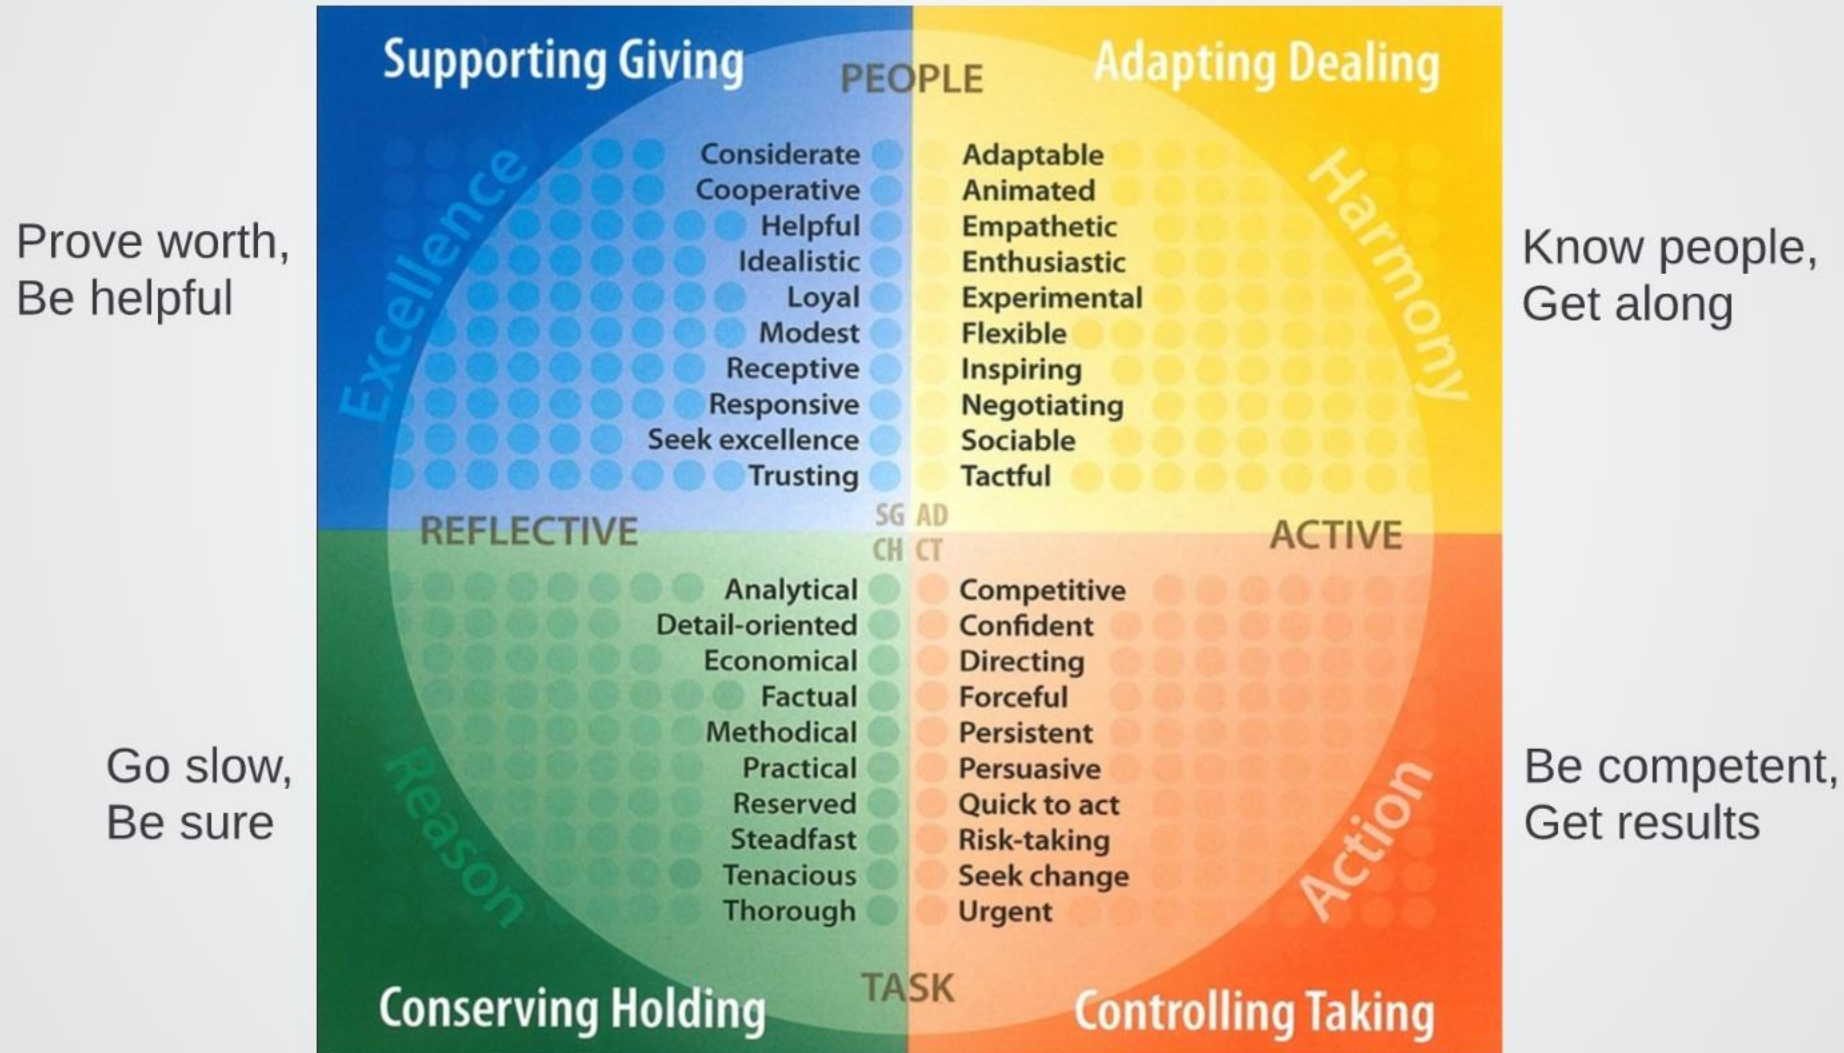 Supporting Giving
Adapting Dealing
PEOPLE
Excellence
Harmony
Prove worth,
Be helpful
Know people,
Get along
Considerate
Cooperative
Helpful
Idealistic
Loyal
Modest
Receptive
Responsive
Seek excellence
Trusting
Adaptable
Animated
Empathetic
Enthusiastic
Experimental
Flexible
Inspiring
Negotiating
Sociable
Tactful
REFLECTIVE
SG AD
CH CT
ACTIVE
Go slow,
Be sure
Be competent,
Get results
Reason
Action
Analytical
Detail-oriented
Economical
Factual
Methodical
Practical
Reserved
Steadfast
Tenacious
Thorough
Competitive
Confident
Directing
Forceful
Persistent
Persuasive
Quick to act
Risk-taking
Seek change
Urgent
TASK
Conserving Holding
Controlling Taking